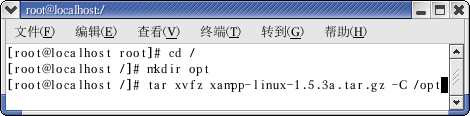 root@localhost:/
文件(F) 编辑(E) 查看(V) 终端(T) 转到(G) 帮助(H)
[root@localhost root]# cd /
[root@localhost /]# mkdir opt
[root@localhost /]# tar xvfz xampp-linux-1.5.3a.tar.gz -C /opt